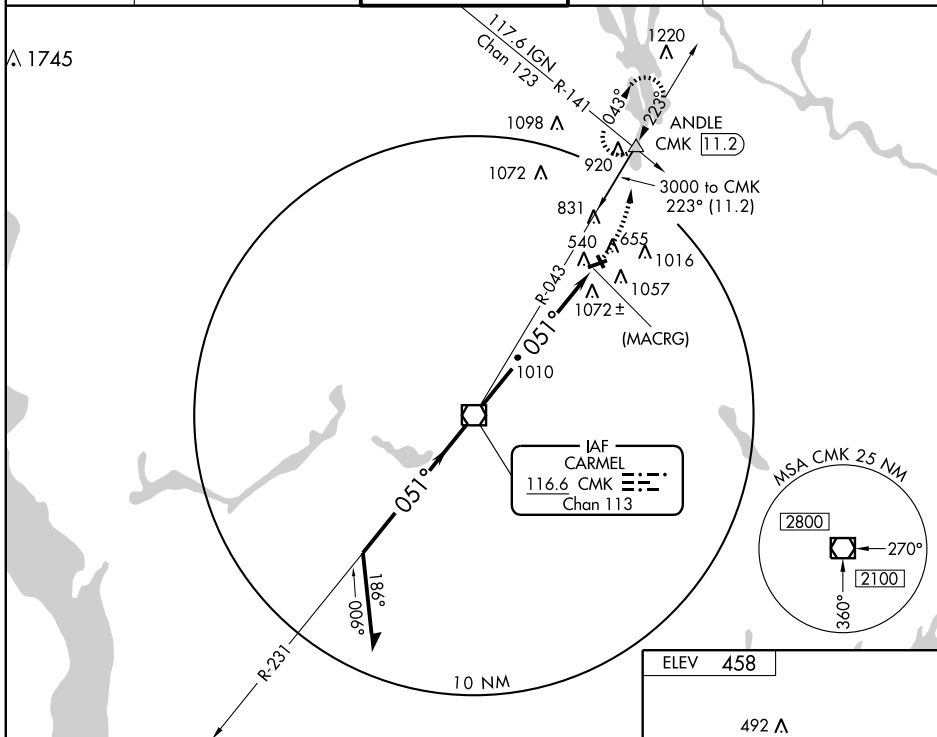 1745
117.6 IGN
Chan 123
R-141
1220
043°
223°
ANDLE
CMK 11.2
1098
920
1072
3000 to CMK
223° (11.2)
831
540
655
1016
R-043
1057
1072 ±
(MACRG)
051°
1010
IAF
CARMEL
116.6 CMK
Chan 113
051°
MSA CMK 25 NM
2800
270°
2100
360°
186°
006°
R-231
10 NM
ELEV 458
492